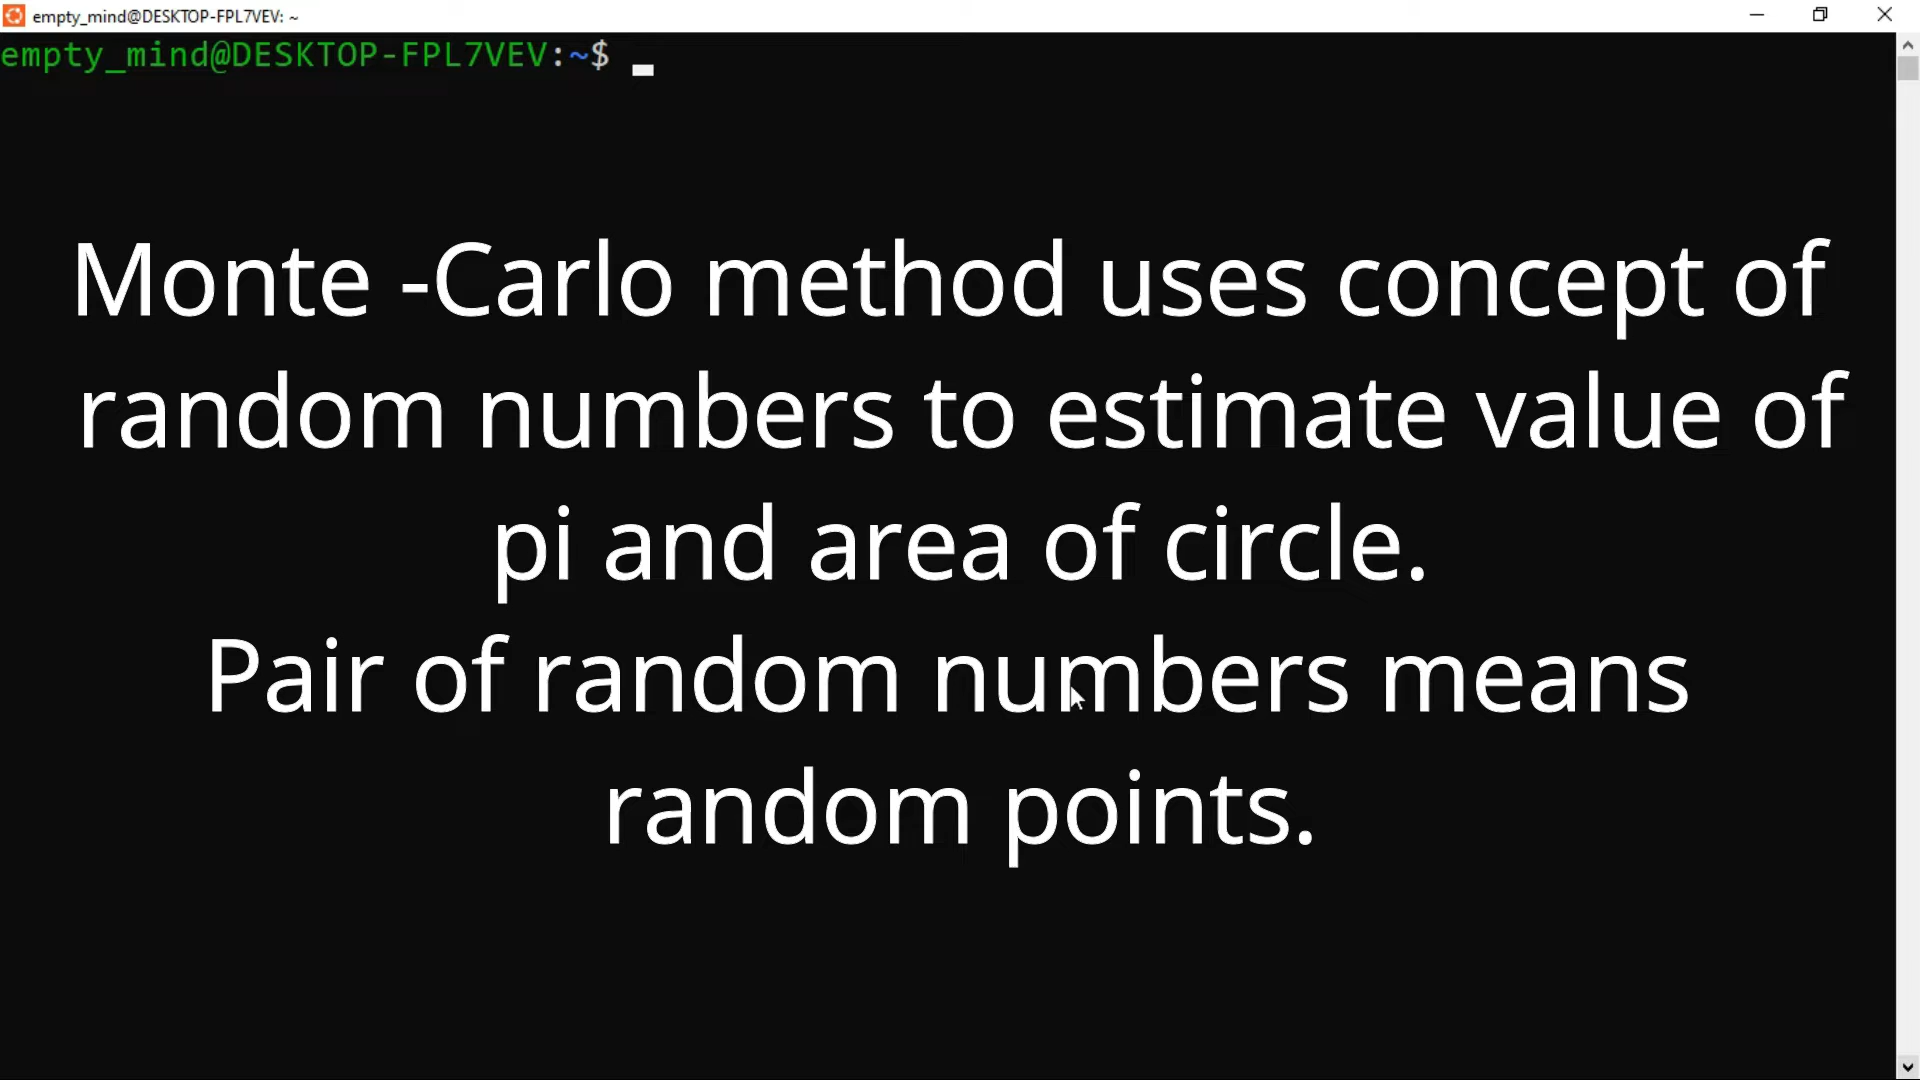 empty_mind@DESKTOP-FPL7VEV: ~
empty_mind@DESKTOP-FPL7VEV:~$
Monte -Carlo method uses concept of
random numbers to estimate value of
pi and area of circle.
Pair of random numbers means
random points.